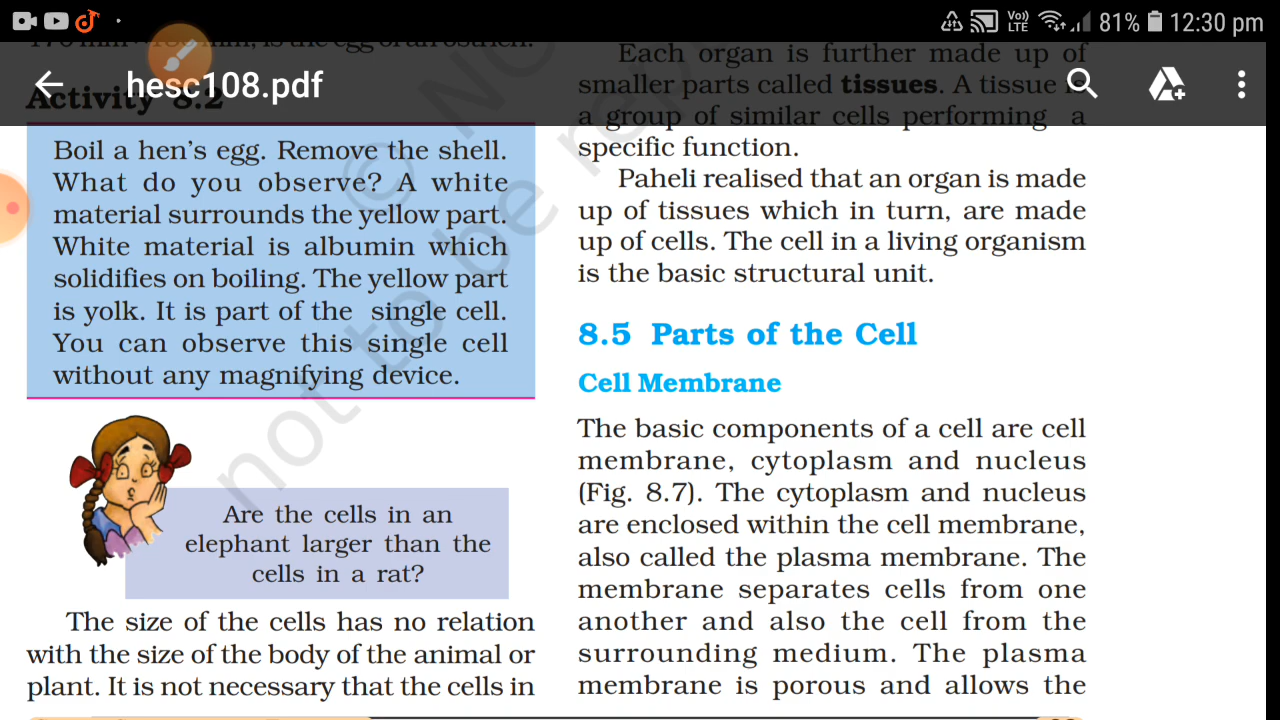 81% 12:30 pm
hesc108.pdf
Activity 8.2
Boil a hen's egg. Remove the shell.
What do you observe? A white
material surrounds the yellow part.
White material is albumin which
solidifies on boiling. The yellow part
is yolk. It is part of the single cell.
You can observe this single cell
without any magnifying device.
Are the cells in an
elephant larger than the
cells in a rat?
The size of the cells has no relation
with the size of the body of the animal or
plant. It is not necessary that the cells in
Each organ is further made up of
smaller parts called tissues. A tissue is
a group of similar cells performing a
specific function.
Paheli realised that an organ is made
up of tissues which in turn, are made
up of cells. The cell in a living organism
is the basic structural unit.
8.5 Parts of the Cell
Cell Membrane
The basic components of a cell are cell
membrane, cytoplasm and nucleus
(Fig. 8.7). The cytoplasm and nucleus
are enclosed within the cell membrane,
also called the plasma membrane. The
membrane separates cells from one
another and also the cell from the
surrounding medium. The plasma
membrane is porous and allows the
not to be rep